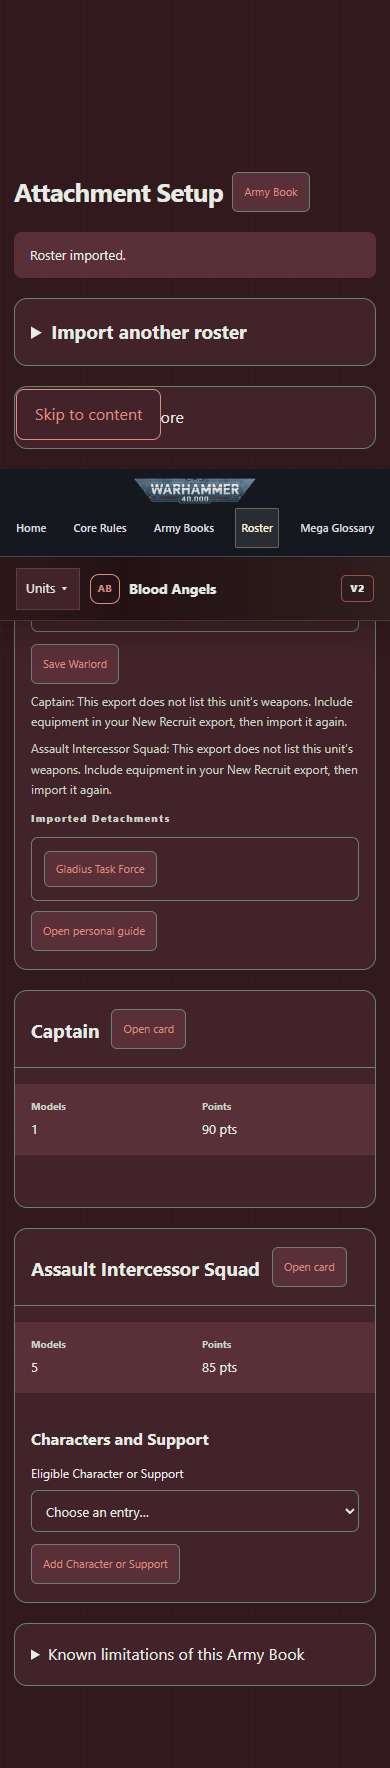 Attachment Setup
Army Book
Roster imported.
Import another roster
Skip to content
ore
WARHAMMER
40,000
Home
Core Rules
Army Books
Roster
Mega Glossary
Units
AB
Blood Angels
V2
Save Warlord
Captain: This export does not list this unit's weapons. Include
equipment in your New Recruit export, then import it again.
Assault Intercessor Squad: This export does not list this unit's
weapons. Include equipment in your New Recruit export, then
import it again.
Imported Detachments
Gladius Task Force
Open personal guide
Captain
Open card
Models
Points
1
90 pts
Assault Intercessor Squad
Open card
Models
Points
5
85 pts
Characters and Support
Eligible Character or Support
Choose an entry...
Add Character or Support
Known limitations of this Army Book